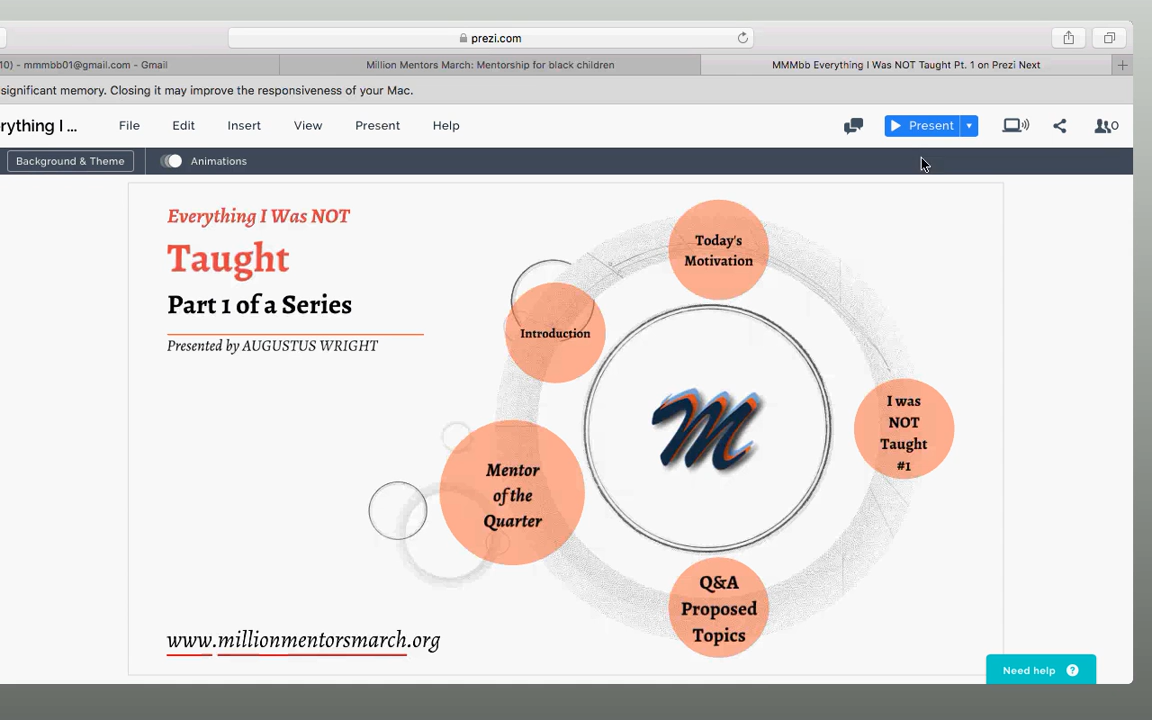 prezi.com
10) - mmmbb01@gmail.com - Gmail
Million Mentors March: Mentorship for black children
MMMbb Everything I Was NOT Taught Pt. 1 on Prezi Next
significant memory. Closing it may improve the responsiveness of your Mac.
rything I ...
File
Edit
Insert
View
Present
Help
Present
0
Background & Theme
Animations
Everything I Was NOT
Taught
Part 1 of a Series
Presented by AUGUSTUS WRIGHT
Today's
Motivation
Introduction
I was
NOT
Taught
#1
Mentor
of the
Quarter
M
Q&A
Proposed
Topics
www.millionmentorsmarch.org
Need help ?